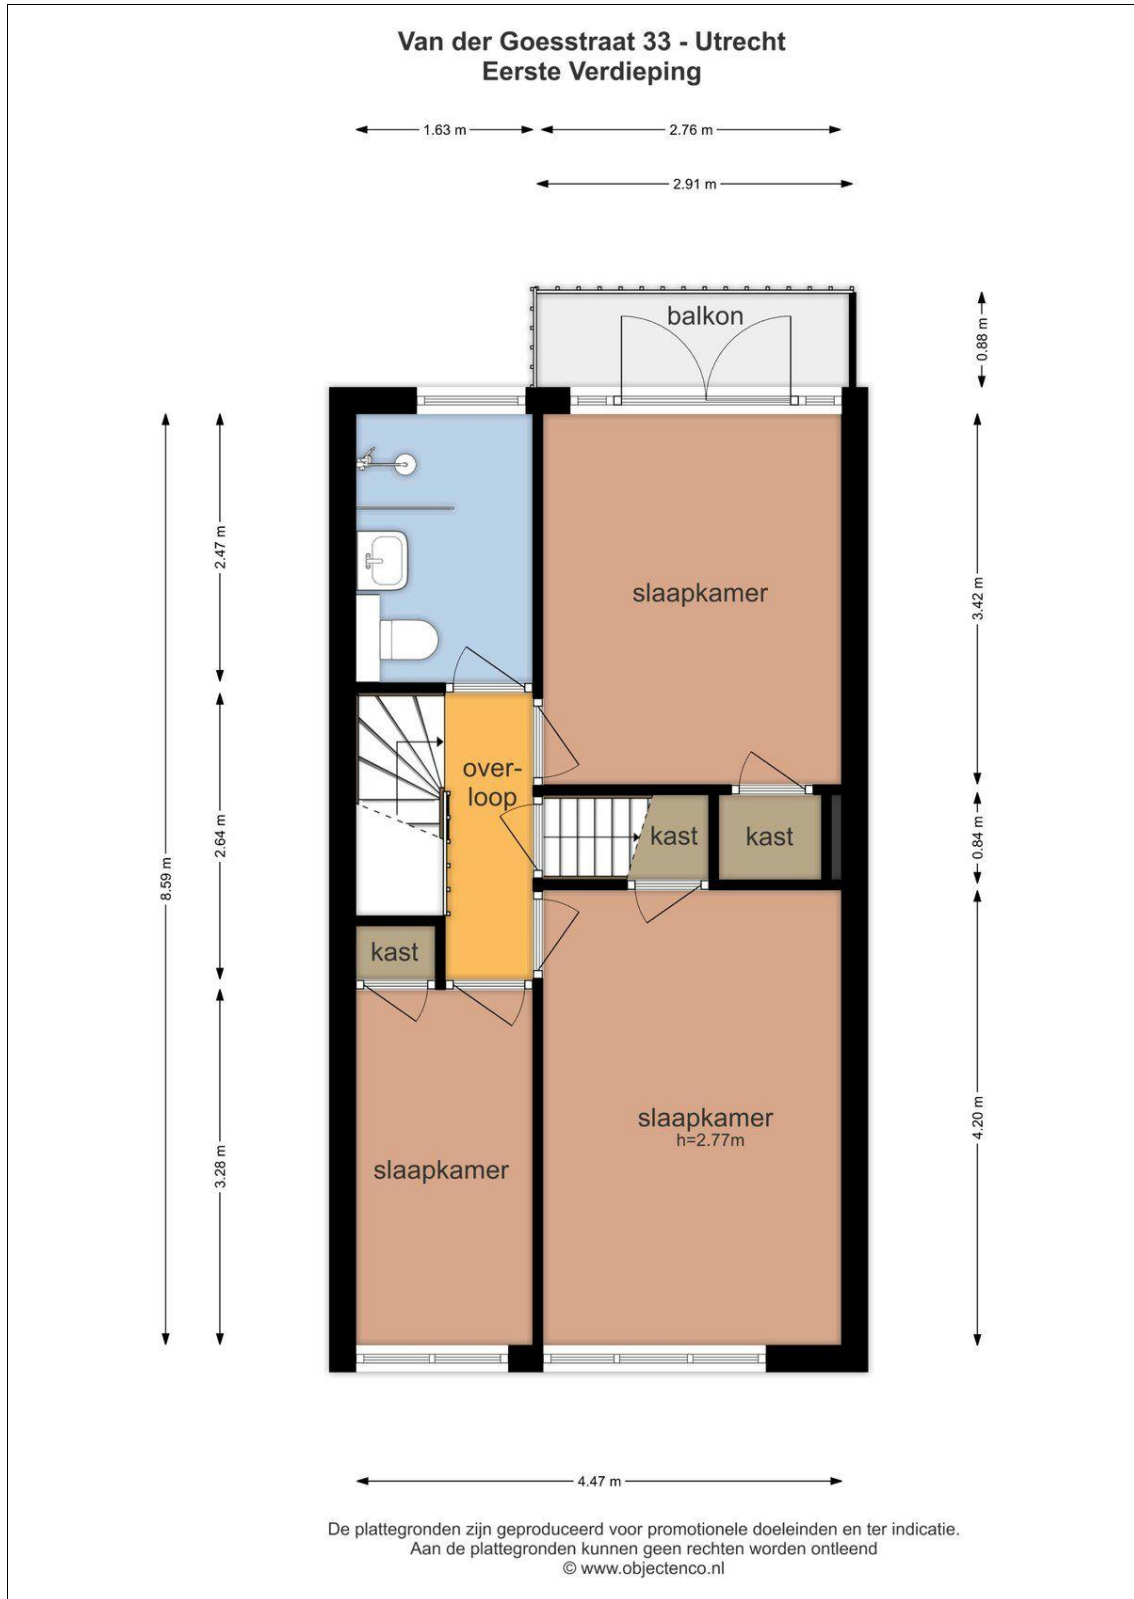 Van der Goesstraat 33 - Utrecht
Eerste Verdieping
1.63 m
2.76 m
2.91 m
balkon
0.88 m
2.47 m
slaapkamer
3.42 m
over-
loop
kast
kast
0.84 m
2.64 m
8.59 m
kast
slaapkamer
h=2.77m
4.20 m
3.28 m
slaapkamer
4.47 m
De plattegronden zijn geproduceerd voor promotionele doeleinden en ter indicatie.
Aan de plattegronden kunnen geen rechten worden ontleend
© www.objectenco.nl